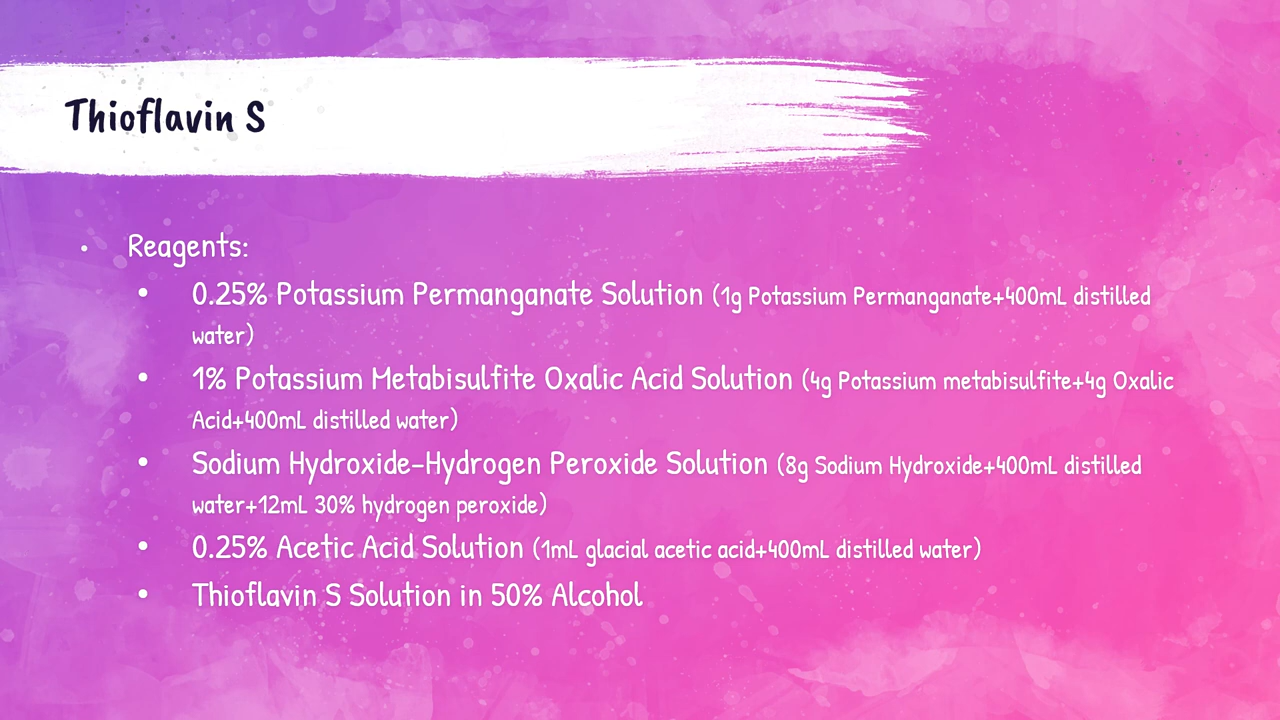 Thioflavin S
• Reagents:
• 0.25% Potassium Permanganate Solution (1g Potassium Permanganate+400mL distilled
water)
• 1% Potassium Metabisulfite Oxalic Acid Solution (4g Potassium metabisulfite+4g Oxalic
Acid+400mL distilled water)
• Sodium Hydroxide-Hydrogen Peroxide Solution (8g Sodium Hydroxide+400mL distilled
water+12mL 30% hydrogen peroxide)
• 0.25% Acetic Acid Solution (1mL glacial acetic acid+400mL distilled water)
• Thioflavin S Solution in 50% Alcohol